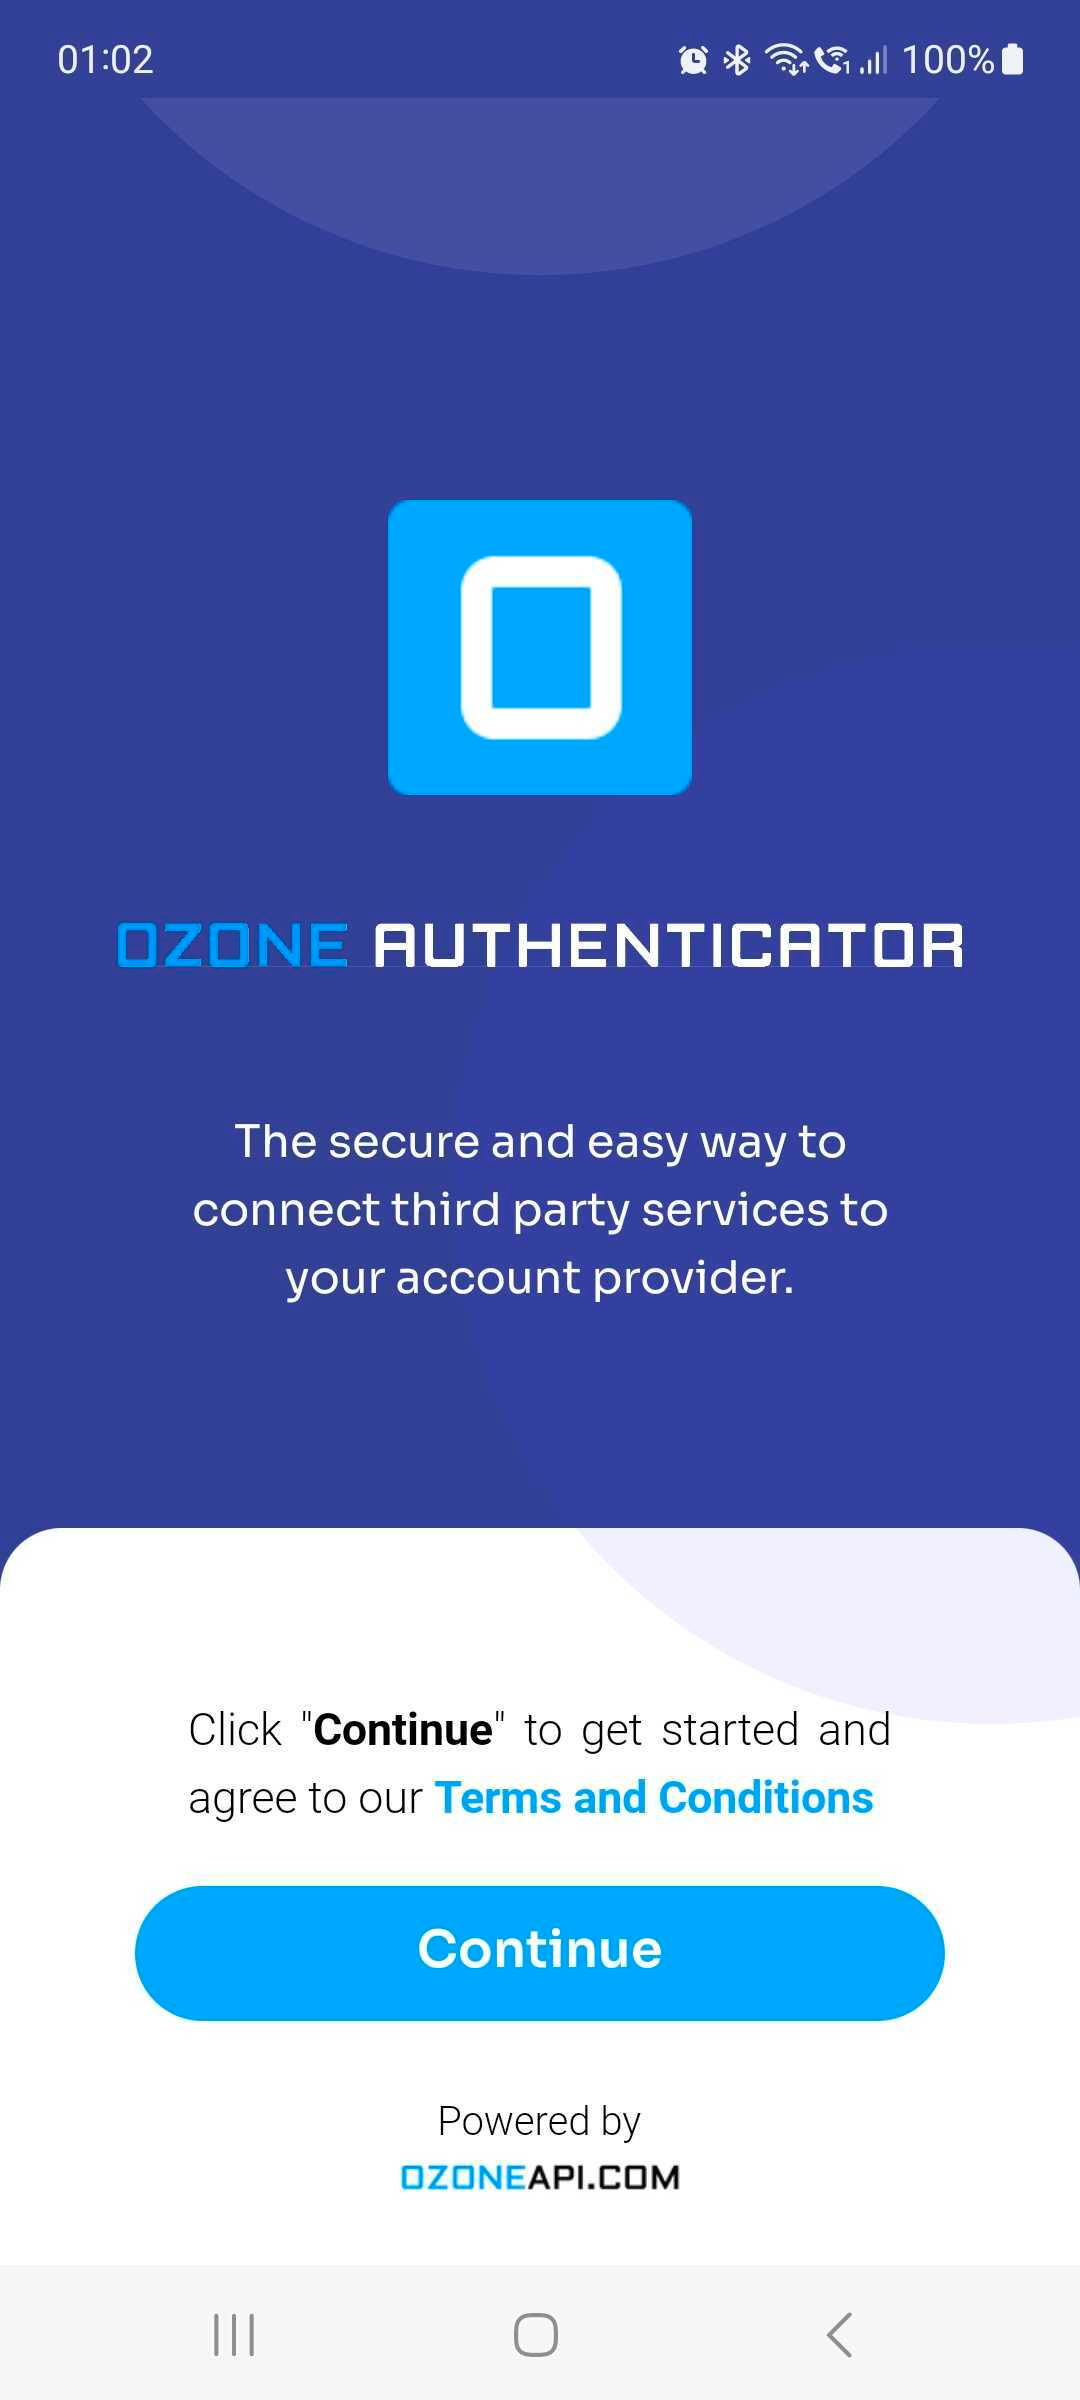 01:02 1 100%
OZONE AUTHENTICATOR
The secure and easy way to
connect third party services to
your account provider.
Click "Continue" to get started and
agree to our Terms and Conditions
Continue
Powered by
OZONEAPI.COM